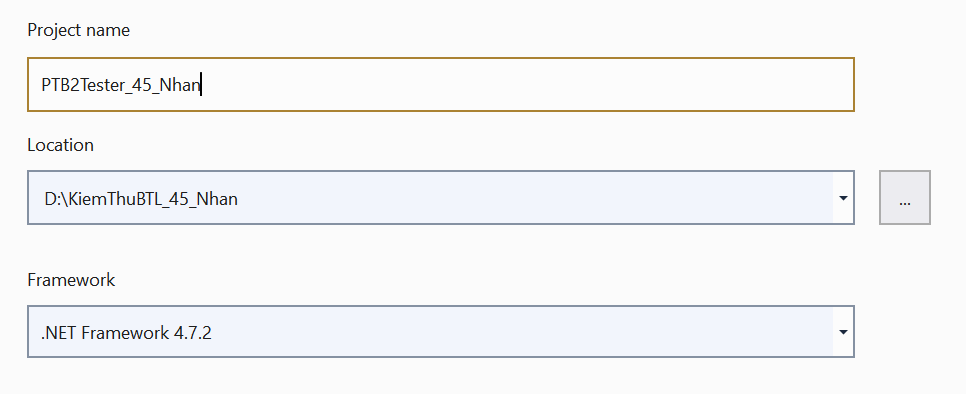 Project name
PTB2Tester_45_Nhan
Location
D:\KiemThuBTL_45_Nhan
...
Framework
.NET Framework 4.7.2